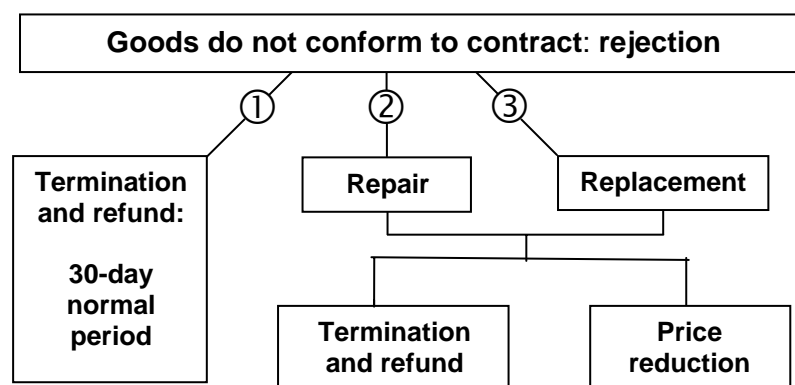 Goods do not conform to contract: rejection
①
②
③
Termination
and refund:
30-day
normal
period
Repair
Replacement
Termination
and refund
Price
reduction